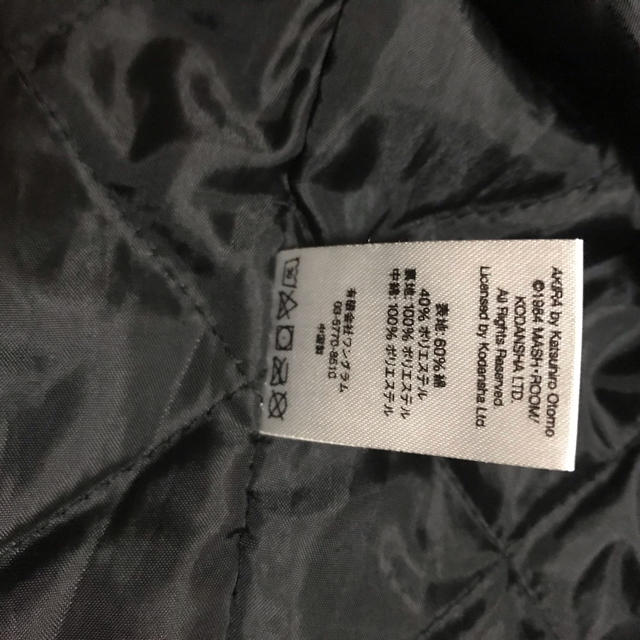 AKIRA by Katsuhiro Otomo
©1984 MASH・ROOM/
KODANSHA LTD.
All Rights Reserved.
Licensed by Kodansha Ltd
表地: 60% 綿
40% ポリエステル
裏地: 100% ポリエステル
中綿: 100% ポリエステル
有限会社ワングラム
03-5770-8510
中国製